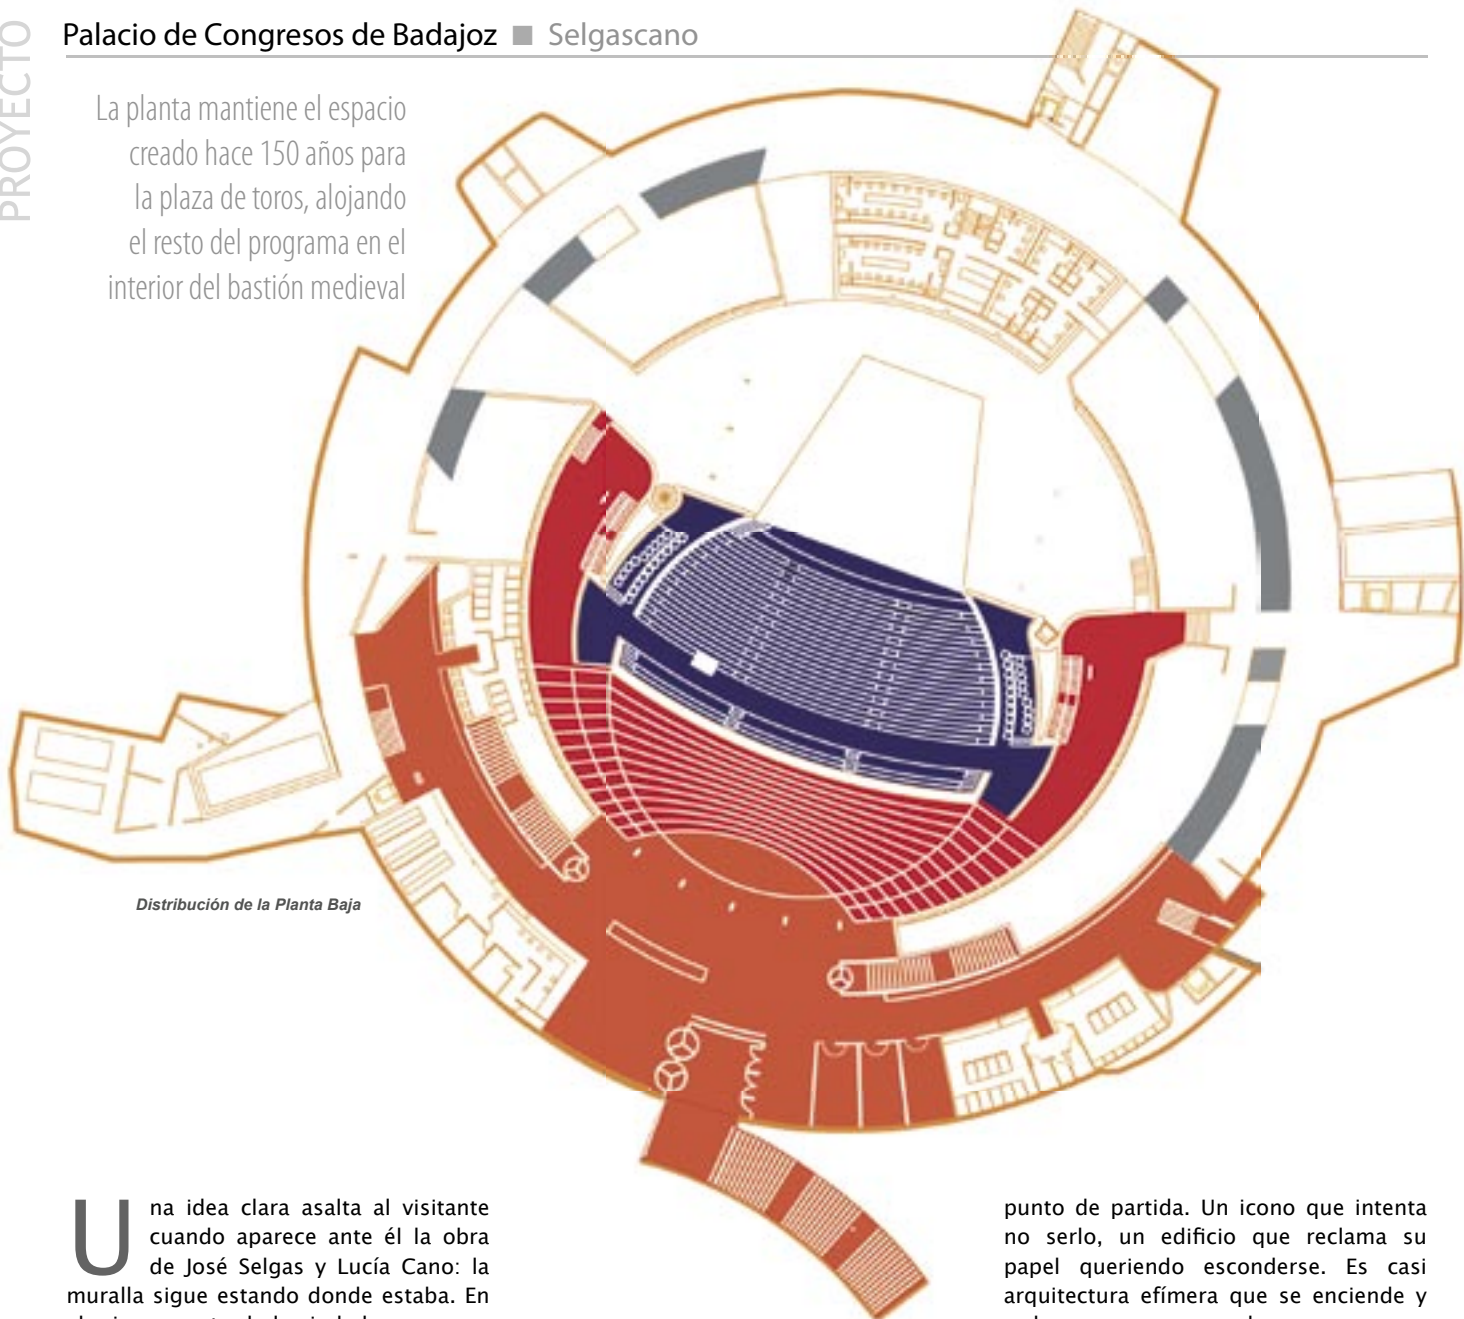 PROYECTO
Palacio de Congresos de Badajoz ■ Selgascano
La planta mantiene el espacio
creado hace 150 años para
la plaza de toros, alojando
el resto del programa en el
interior del bastión medieval
Distribución de la Planta Baja
Una idea clara asalta al visitante
cuando aparece ante él la obra
de José Selgas y Lucía Cano: la
muralla sigue estando donde estaba. En
punto de partida. Un icono que intenta
no serlo, un edificio que reclama su
papel queriendo esconderse. Es casi
arquitectura efímera que se enciende y